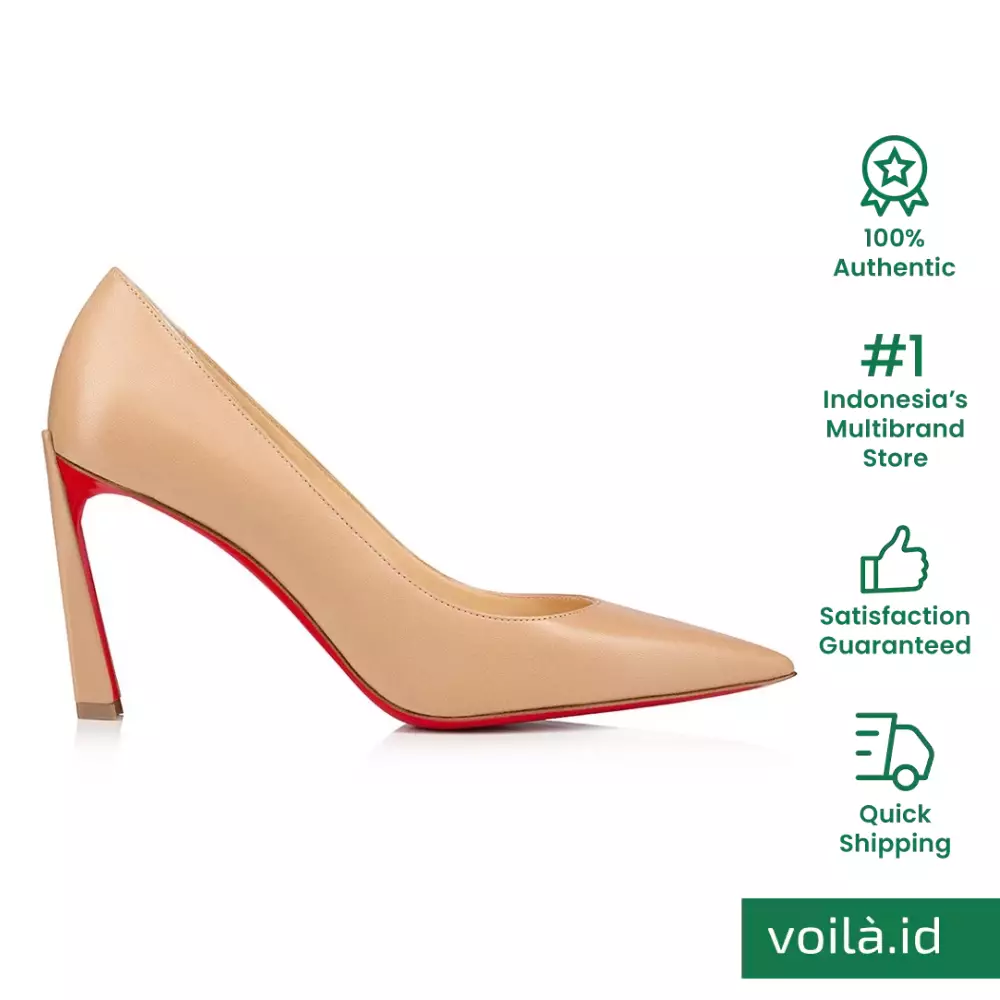 100%
Authentic
#1
Indonesia's
Multibrand
Store
Satisfaction
Guaranteed
Quick
Shipping
voilà.id